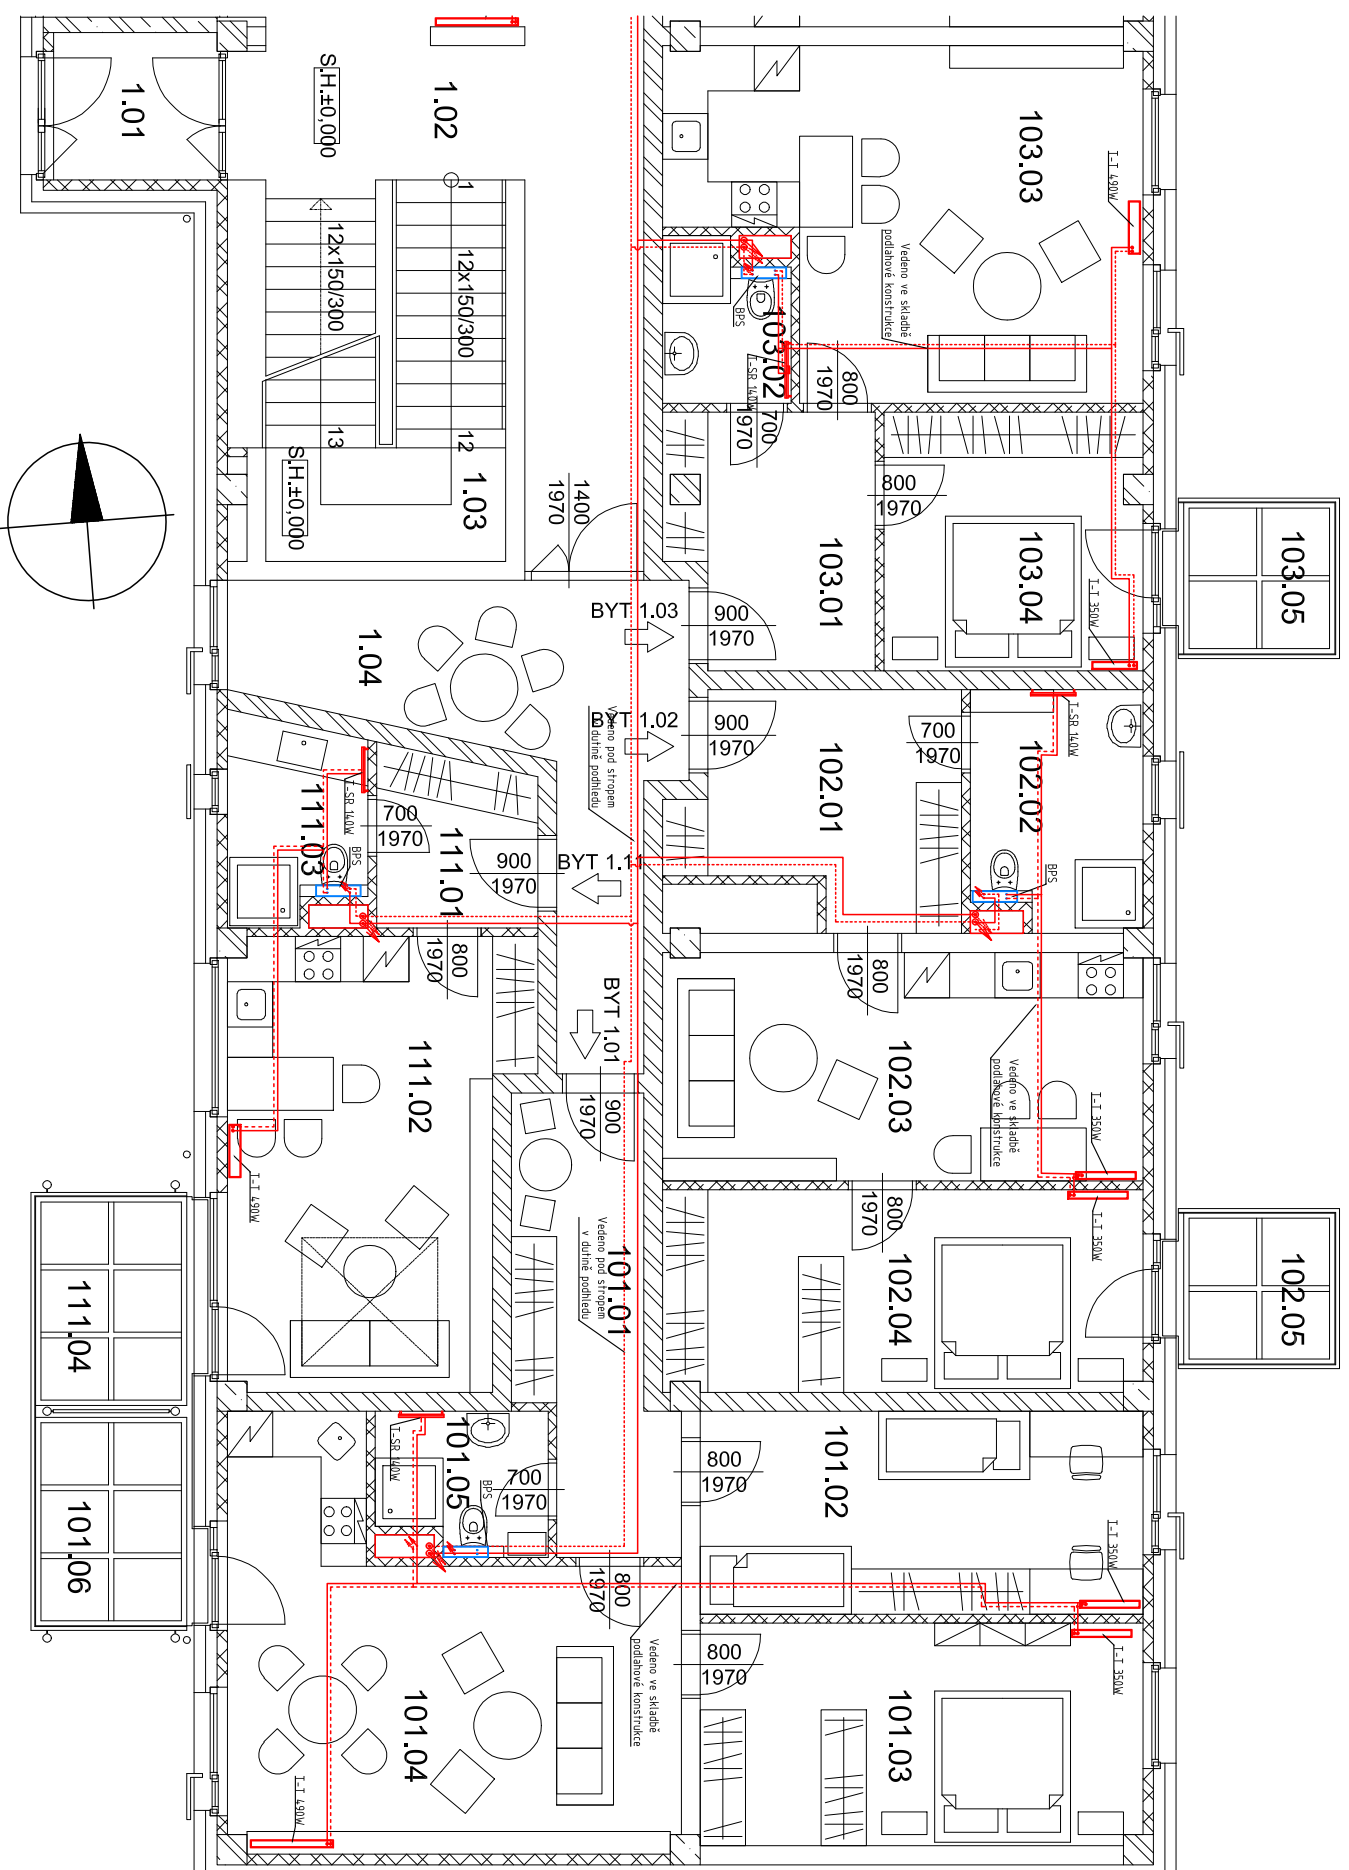 1.01
S.H.±0,000
1.02
1
12x150/300
12x150/300
13
12
S.H.±0,000
1.03
1400
1970
103.03
T-T 490W
Vedeno ve skladbě
podlahové konstrukce
BPS
103.02
T-SR 140W
700
1970
800
1970
800
1970
103.01
103.04
T-T 350W
103.05
BYT 1.03
900
1970
1.04
BYT 1.02
900
1970
Vedeno pod stropem
v dutině podhledu
102.01
700
1970
102.02
T-SR 140W
BPS
111.03
T-SR 140W
BPS
700
1970
111.01
900
1970
BYT 1.11
800
1970
BYT 1.01
900
1970
800
1970
111.02
T-T 490W
102.03
Vedeno ve skladbě
podlahové konstrukce
T-T 350W
T-T 350W
800
1970
102.04
102.05
101.01
Vedeno pod stropem
v dutině podhledu
111.04
101.06
T-SR 140W
101.05
BPS
700
1970
800
1970
101.02
T-T 350W
800
1970
Vedeno ve skladbě
podlahové konstrukce
101.04
T-T 490W
800
1970
T-T 350W
101.03